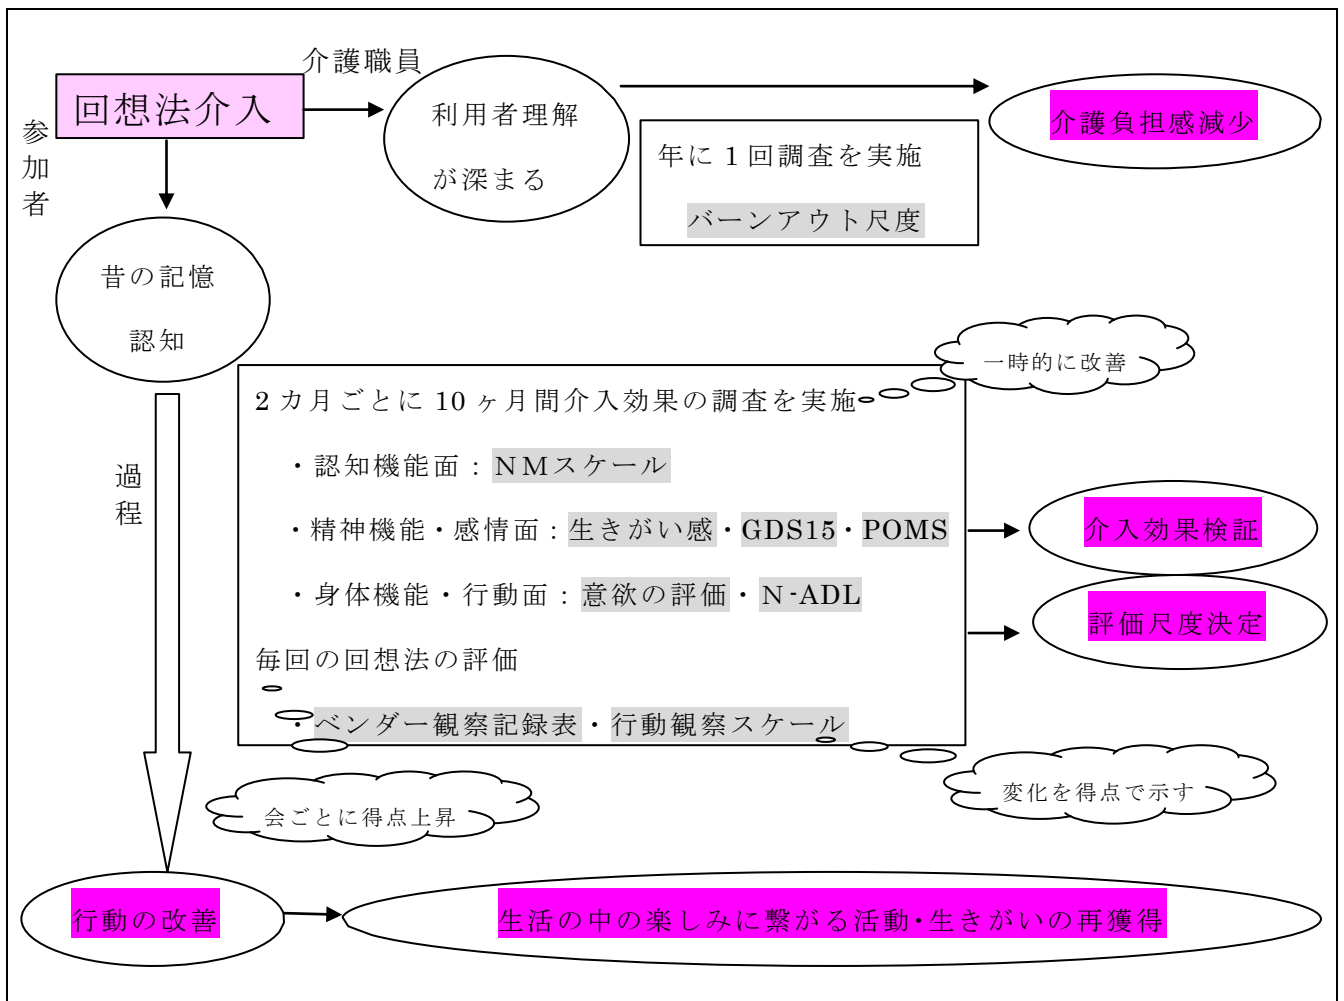 介護職員
回想法介入
参加者
利用者理解
が深まる
介護負担感減少
年に1回調査を実施
バーンアウト尺度
昔の記憶
認知
一時的に改善
2カ月ごとに10ヶ月間介入効果の調査を実施
・認知機能面：NMスケール
・精神機能・感情面：生きがい感・GDS15・POMS
・身体機能・行動面：意欲の評価・N-ADL
毎回の回想法の評価
・ベンダー観察記録表・行動観察スケール
過程
介入効果検証
評価尺度決定
会ごとに得点上昇
変化を得点で示す
行動の改善
生活の中の楽しみに繋がる活動・生きがいの再獲得